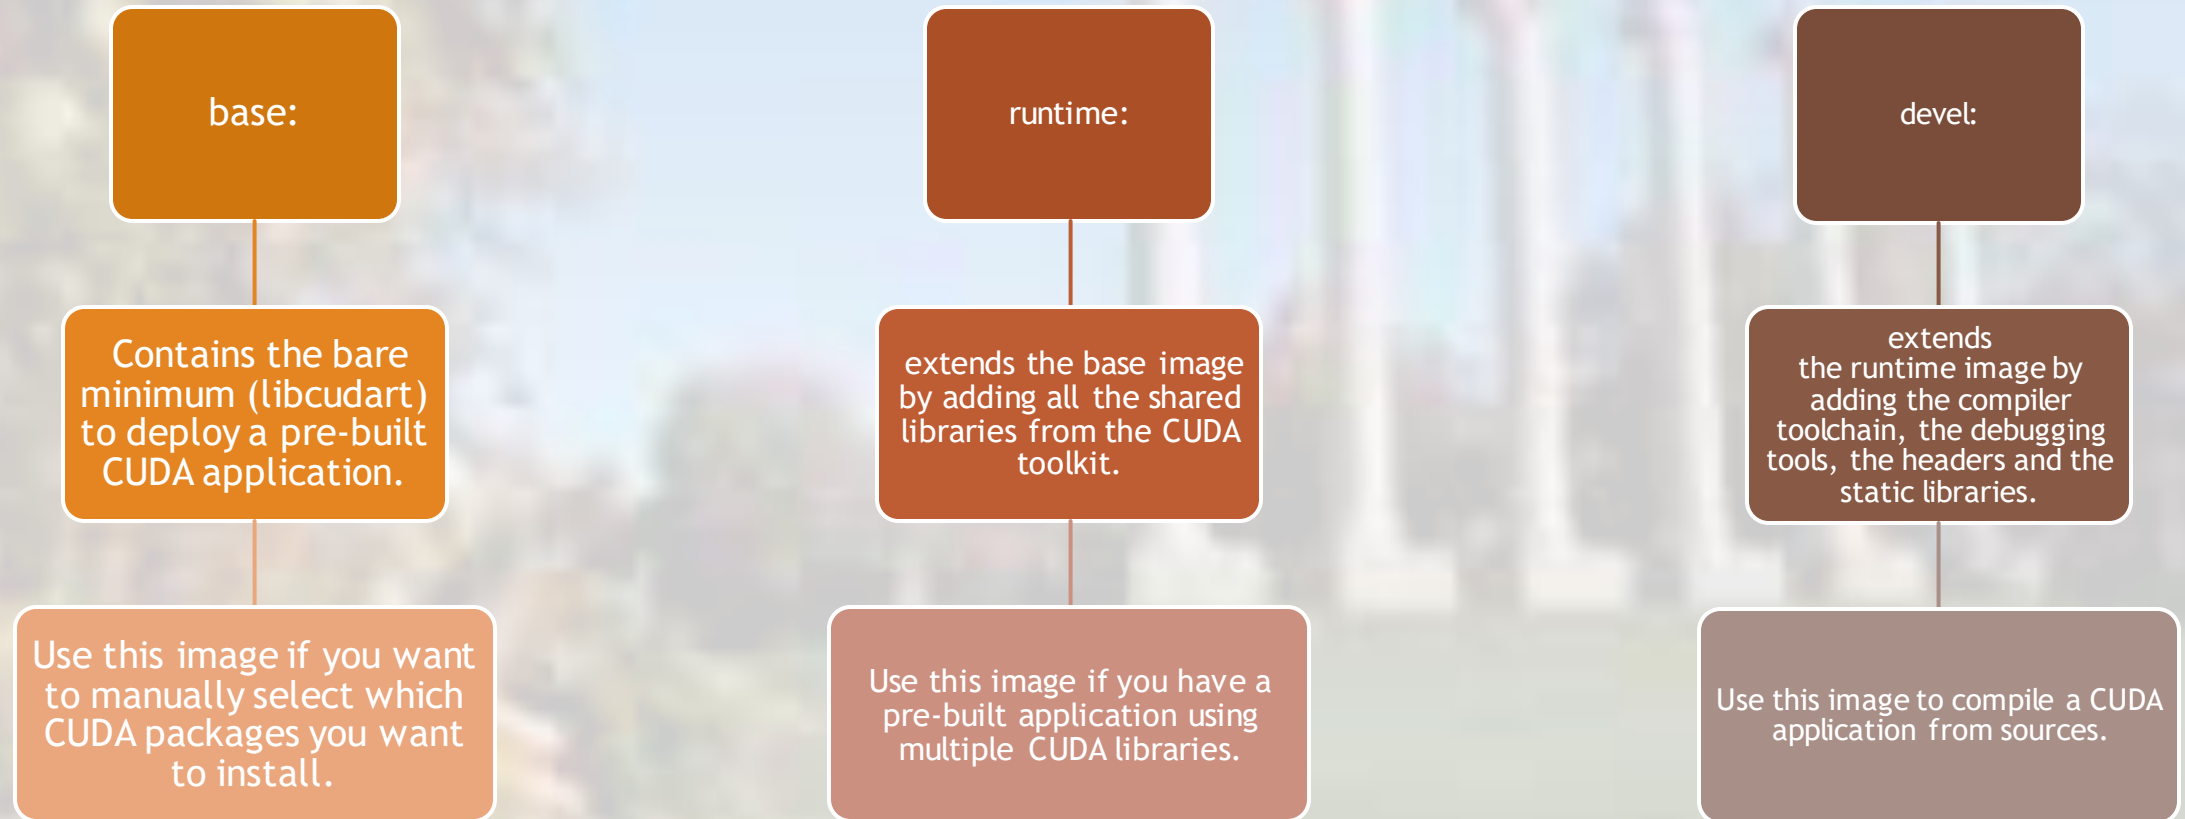 base:
Contains the bare
minimum (libcudart)
to deploy a pre-built
CUDA application.
Use this image if you want
to manually select which
CUDA packages you want
to install.
runtime:
extends the base image
by adding all the shared
libraries from the CUDA
toolkit.
Use this image if you have a
pre-built application using
multiple CUDA libraries.
devel:
extends
the runtime image by
adding the compiler
toolchain, the debugging
tools, the headers and the
static libraries.
Use this image to compile a CUDA
application from sources.